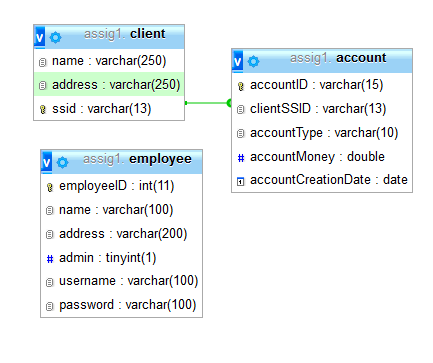 v assig1 client
name : varchar(250)
address : varchar(250)
ssid : varchar(13)
v assig1 account
accountID : varchar(15)
clientSSID : varchar(13)
accountType : varchar(10)
# accountMoney : double
accountCreationDate : date
v assig1 employee
employeeID : int(11)
name : varchar(100)
address : varchar(200)
# admin : tinyint(1)
username : varchar(100)
password : varchar(100)